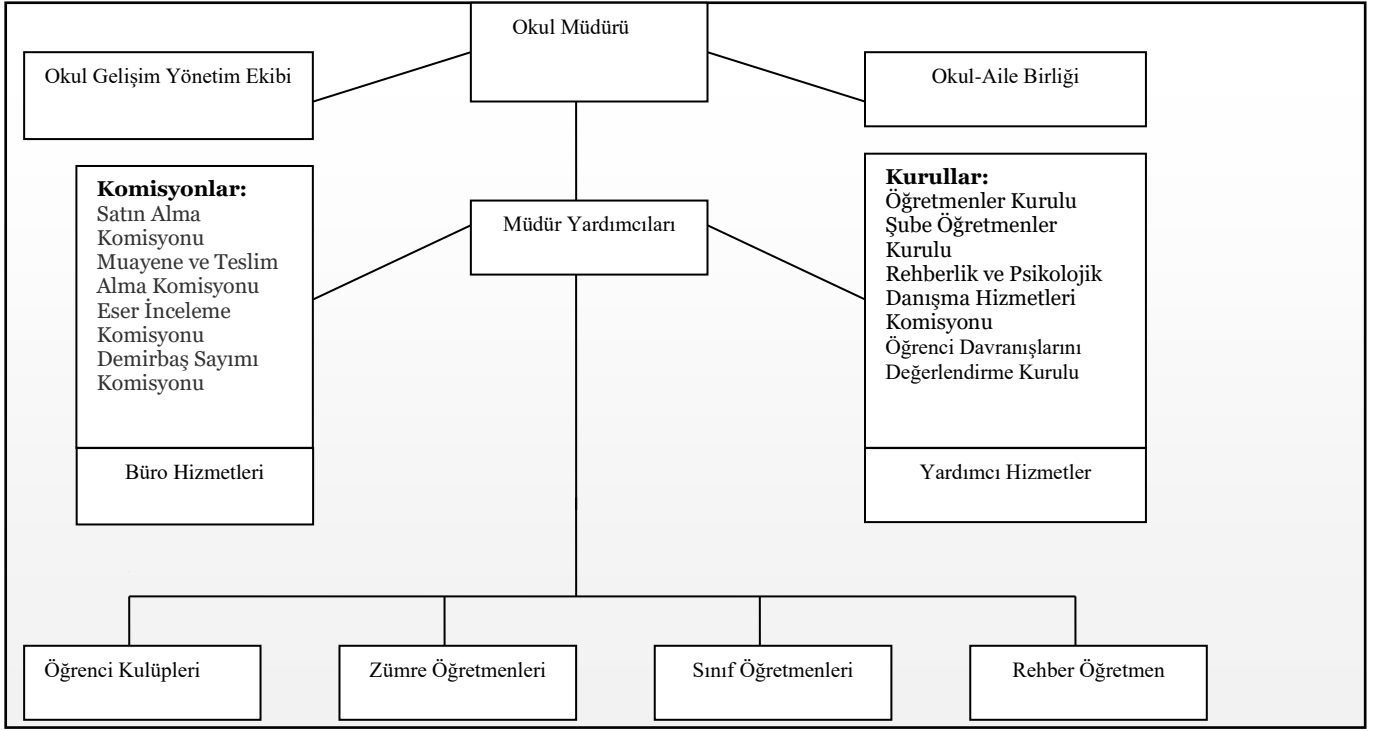 Okul Müdürü
Okul Gelişim Yönetim Ekibi
Okul-Aile Birliği
Komisyonlar:
Satın Alma
Komisyonu
Muayene ve Teslim
Alma Komisyonu
Eser İnceleme
Komisyonu
Demirbaş Sayımı
Komisyonu
Müdür Yardımcıları
Kurullar:
Öğretmenler Kurulu
Şube Öğretmenler
Kurulu
Rehberlik ve Psikolojik
Danışma Hizmetleri
Komisyonu
Öğrenci Davranışlarını
Değerlendirme Kurulu
Büro Hizmetleri
Yardımcı Hizmetler
Öğrenci Kulüpleri
Zümre Öğretmenleri
Sınıf Öğretmenleri
Rehber Öğretmen